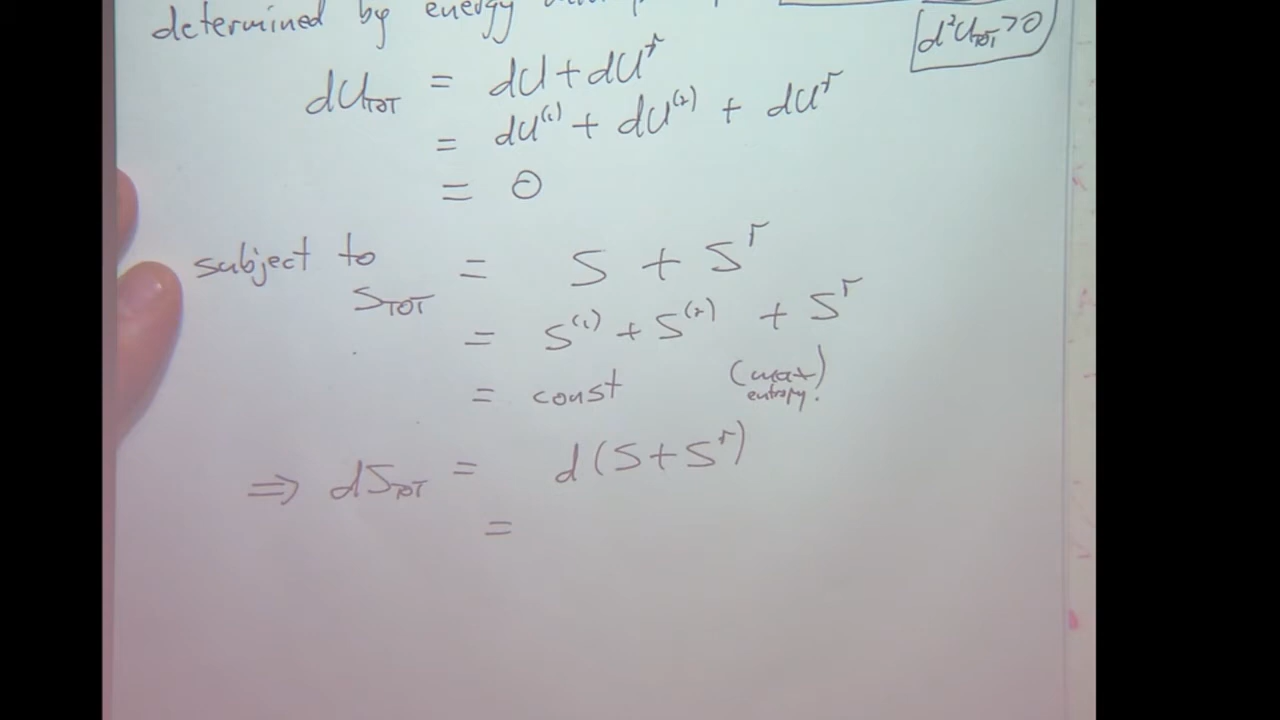 determined by energy
d²U_TOT > 0
dU_TOT = dU + dU^r
= dU^(1) + dU^(2) + dU^r
= 0
subject to
S_TOT = S + S^r
= S^(1) + S^(2) + S^r
= const (max entropy.)
⇒ dS_TOT = d(S + S^r)
=